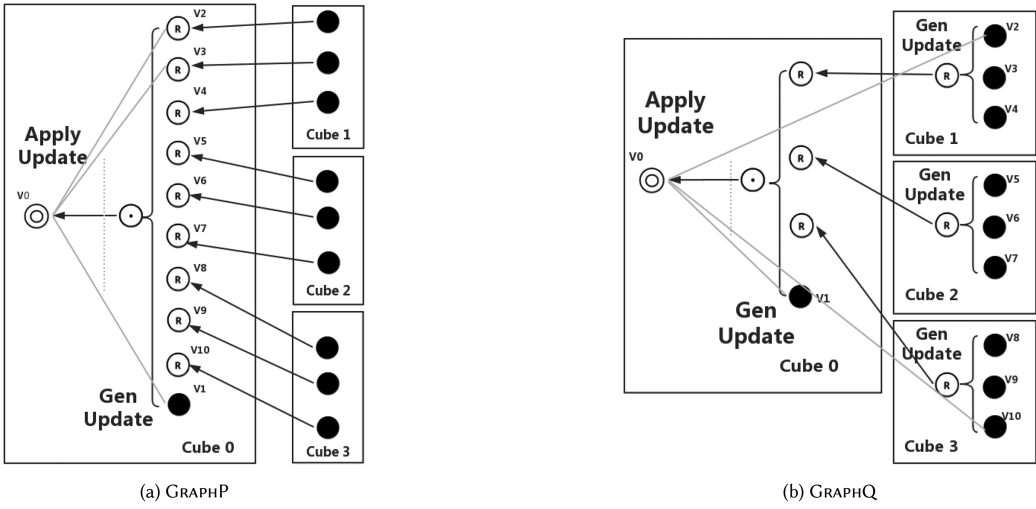 V2
R
V3
R
V4
R
Cube 1
Apply
Update
V0
V5
R
V6
R
V7
R
Cube 2
V8
R
V9
R
V10
R
V1
Gen
Update
Cube 0
Cube 3
(a) GRAPHP
Gen
Update
V2
R
V3
V4
Cube 1
R
Apply
Update
V0
R
Gen
Update
V5
R
V6
V7
Cube 2
R
V1
Gen
Update
Cube 0
Gen
Update
V8
R
V9
V10
Cube 3
(b) GRAPHQ